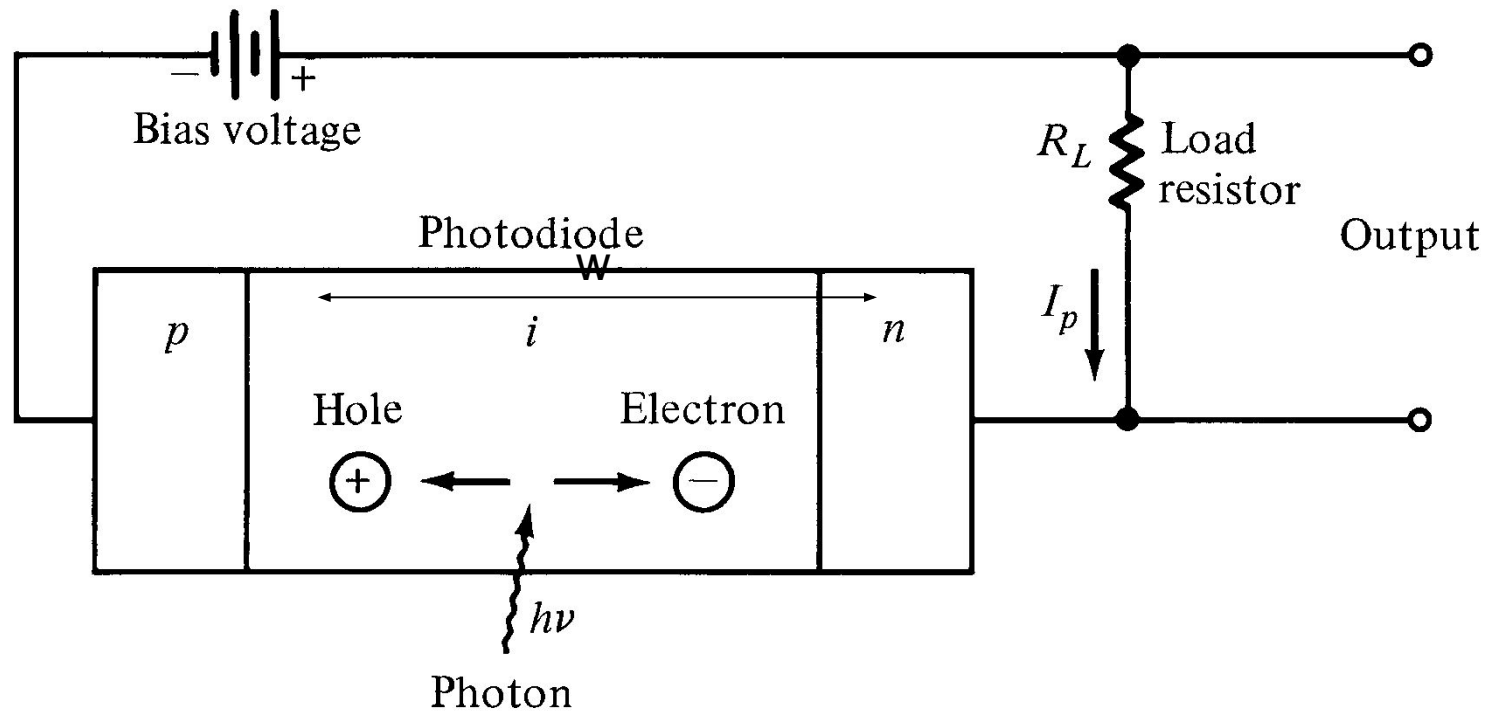 − +
Bias voltage
R_L Load
resistor
Output
Photodiode
W
I_p
p i n
Hole Electron
+ −
hν
Photon